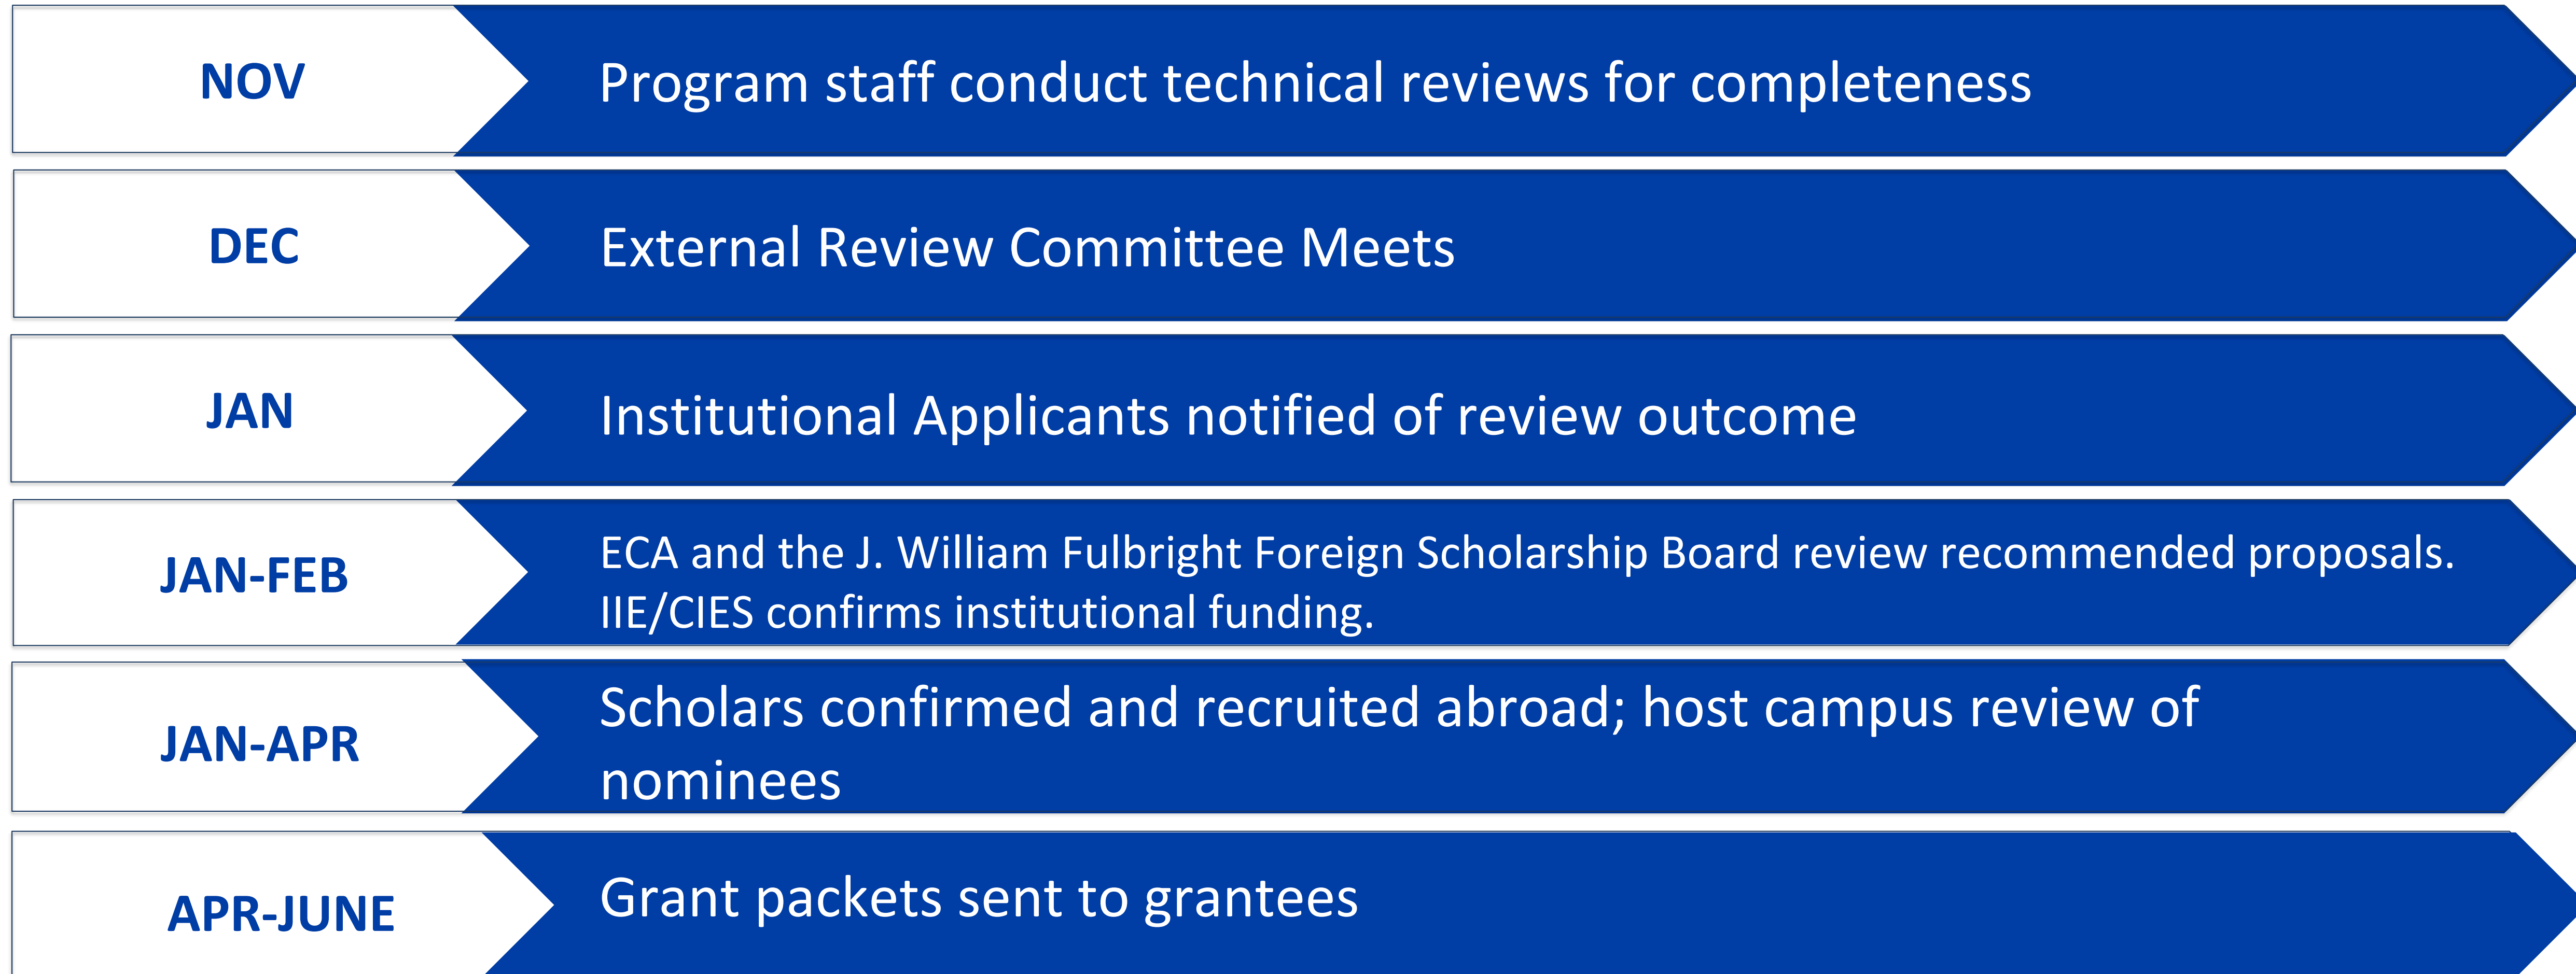 NOV
Program staff conduct technical reviews for completeness
DEC
External Review Committee Meets
JAN
Institutional Applicants notified of review outcome
JAN-FEB
ECA and the J. William Fulbright Foreign Scholarship Board review recommended proposals.
IIE/CIES confirms institutional funding.
JAN-APR
Scholars confirmed and recruited abroad; host campus review of
nominees
APR-JUNE
Grant packets sent to grantees